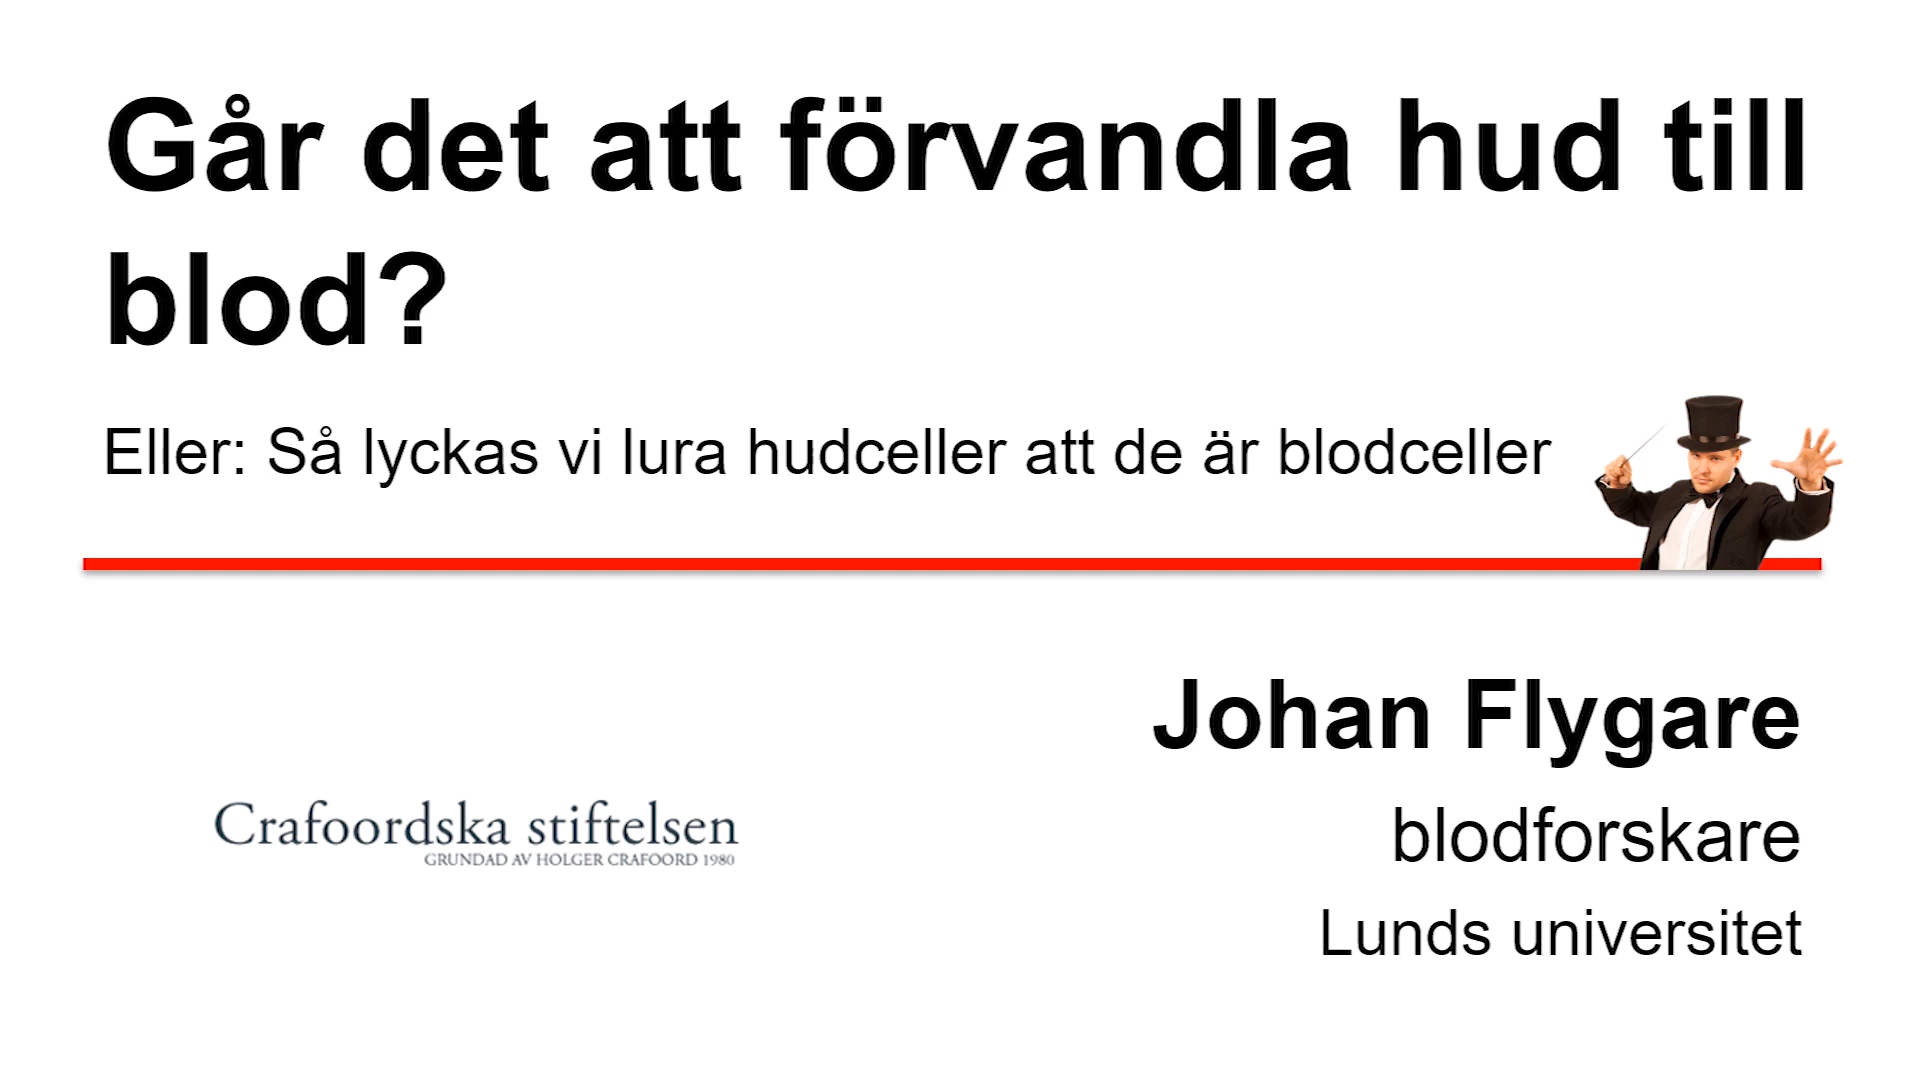 Går det att förvandla hud till
blod?
Eller: Så lyckas vi lura hudceller att de är blodceller
Johan Flygare
blodforskare
Lunds universitet
Crafoordska stiftelsen
GRUNDAD AV HOLGER CRAFOORD 1980